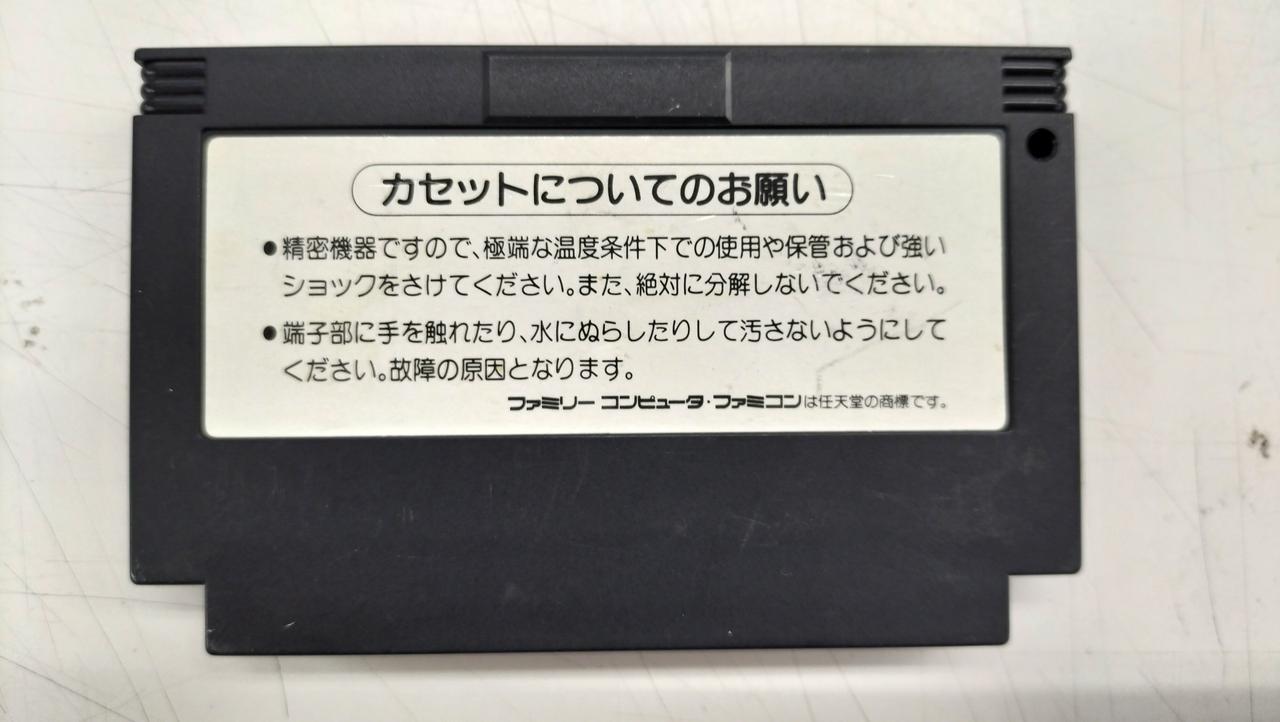 カセットについてのお願い
●精密機器ですので、極端な温度条件下での使用や保管および強い
ショックをさけてください。また、絶対に分解しないでください。
●端子部に手を触れたり、水にぬらしたりして汚さないようにして
ください。故障の原因となります。
ファミリー コンピュータ・ファミコンは任天堂の商標です。